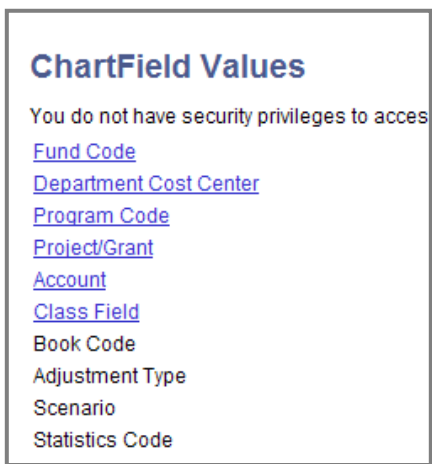 ChartField Values
You do not have security privileges to acces
Fund Code
Department Cost Center
Program Code
Project/Grant
Account
Class Field
Book Code
Adjustment Type
Scenario
Statistics Code